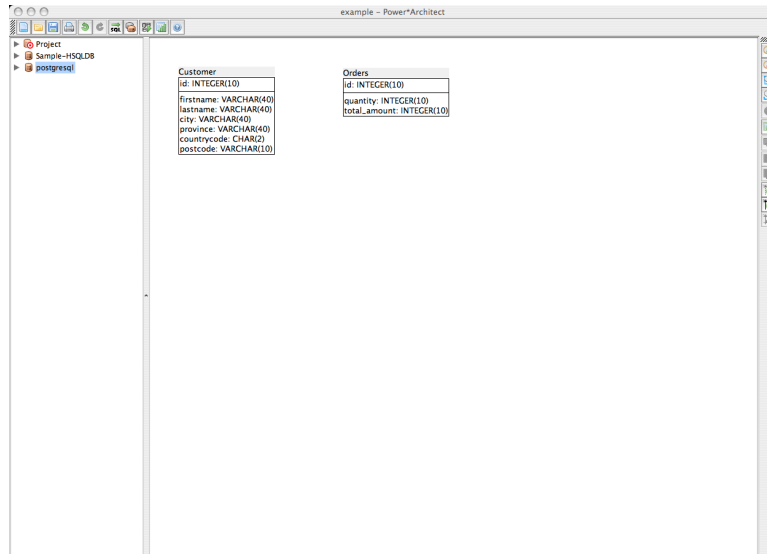 example – Power*Architect
SQL
Project
Sample-HSQLDB
postgresql
Customer
id: INTEGER(10)
firstname: VARCHAR(40)
lastname: VARCHAR(40)
city: VARCHAR(40)
province: VARCHAR(40)
countrycode: CHAR(2)
postcode: VARCHAR(10)
Orders
id: INTEGER(10)
quantity: INTEGER(10)
total_amount: INTEGER(10)